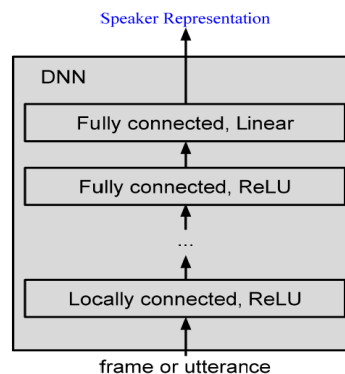 Speaker Representation
DNN
Fully connected, Linear
Fully connected, ReLU
...
Locally connected, ReLU
frame or utterance